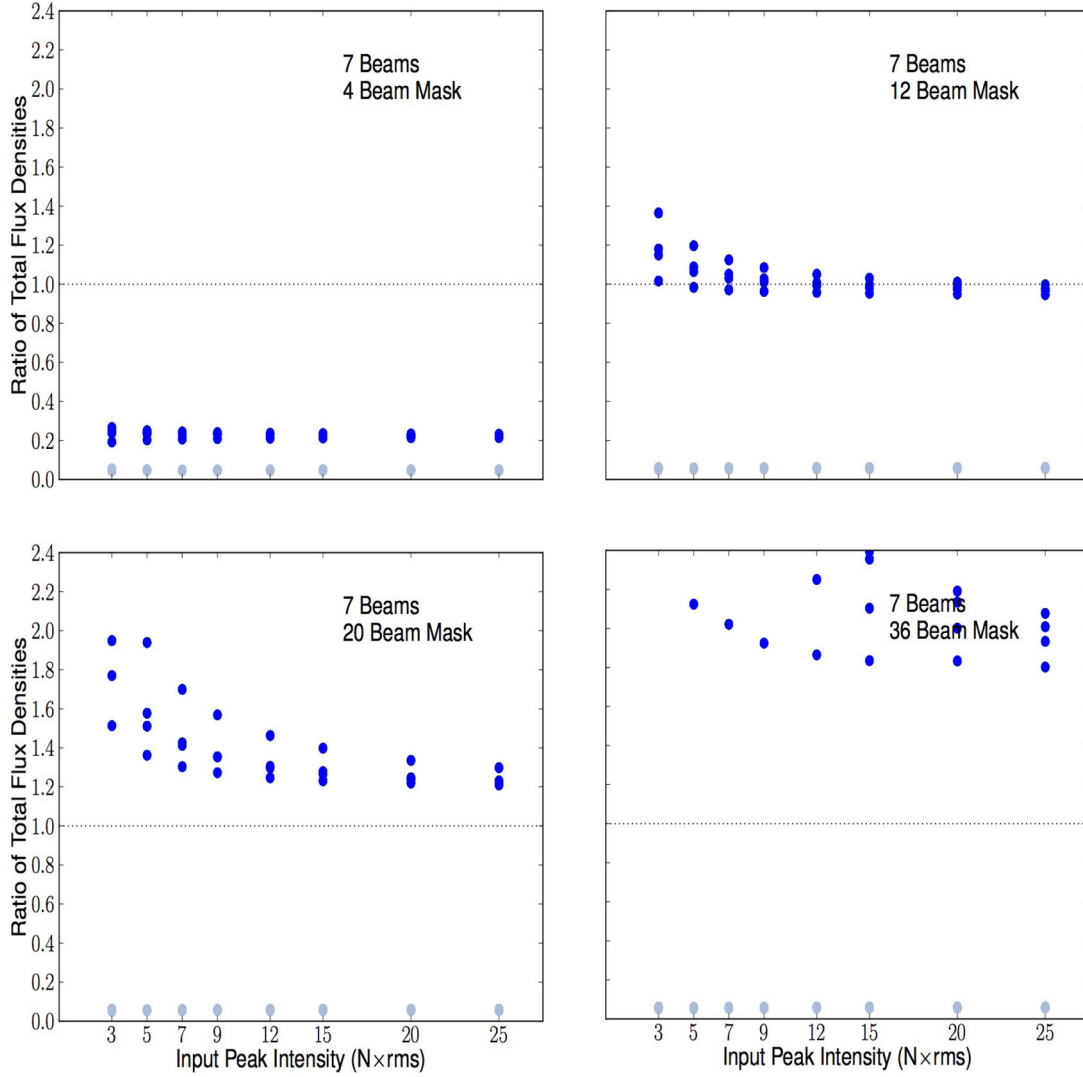 2.4
2.2
2.0
1.8
1.6
1.4
1.2
1.0
0.8
0.6
0.4
0.2
0.0
Ratio of Total Flux Densities
7 Beams
4 Beam Mask
7 Beams
12 Beam Mask
2.4
2.2
2.0
1.8
1.6
1.4
1.2
1.0
0.8
0.6
0.4
0.2
0.0
Ratio of Total Flux Densities
7 Beams
20 Beam Mask
3 5 7 9 12 15 20 25
Input Peak Intensity (N×rms)
7 Beams
36 Beam Mask
3 5 7 9 12 15 20 25
Input Peak Intensity (N×rms)